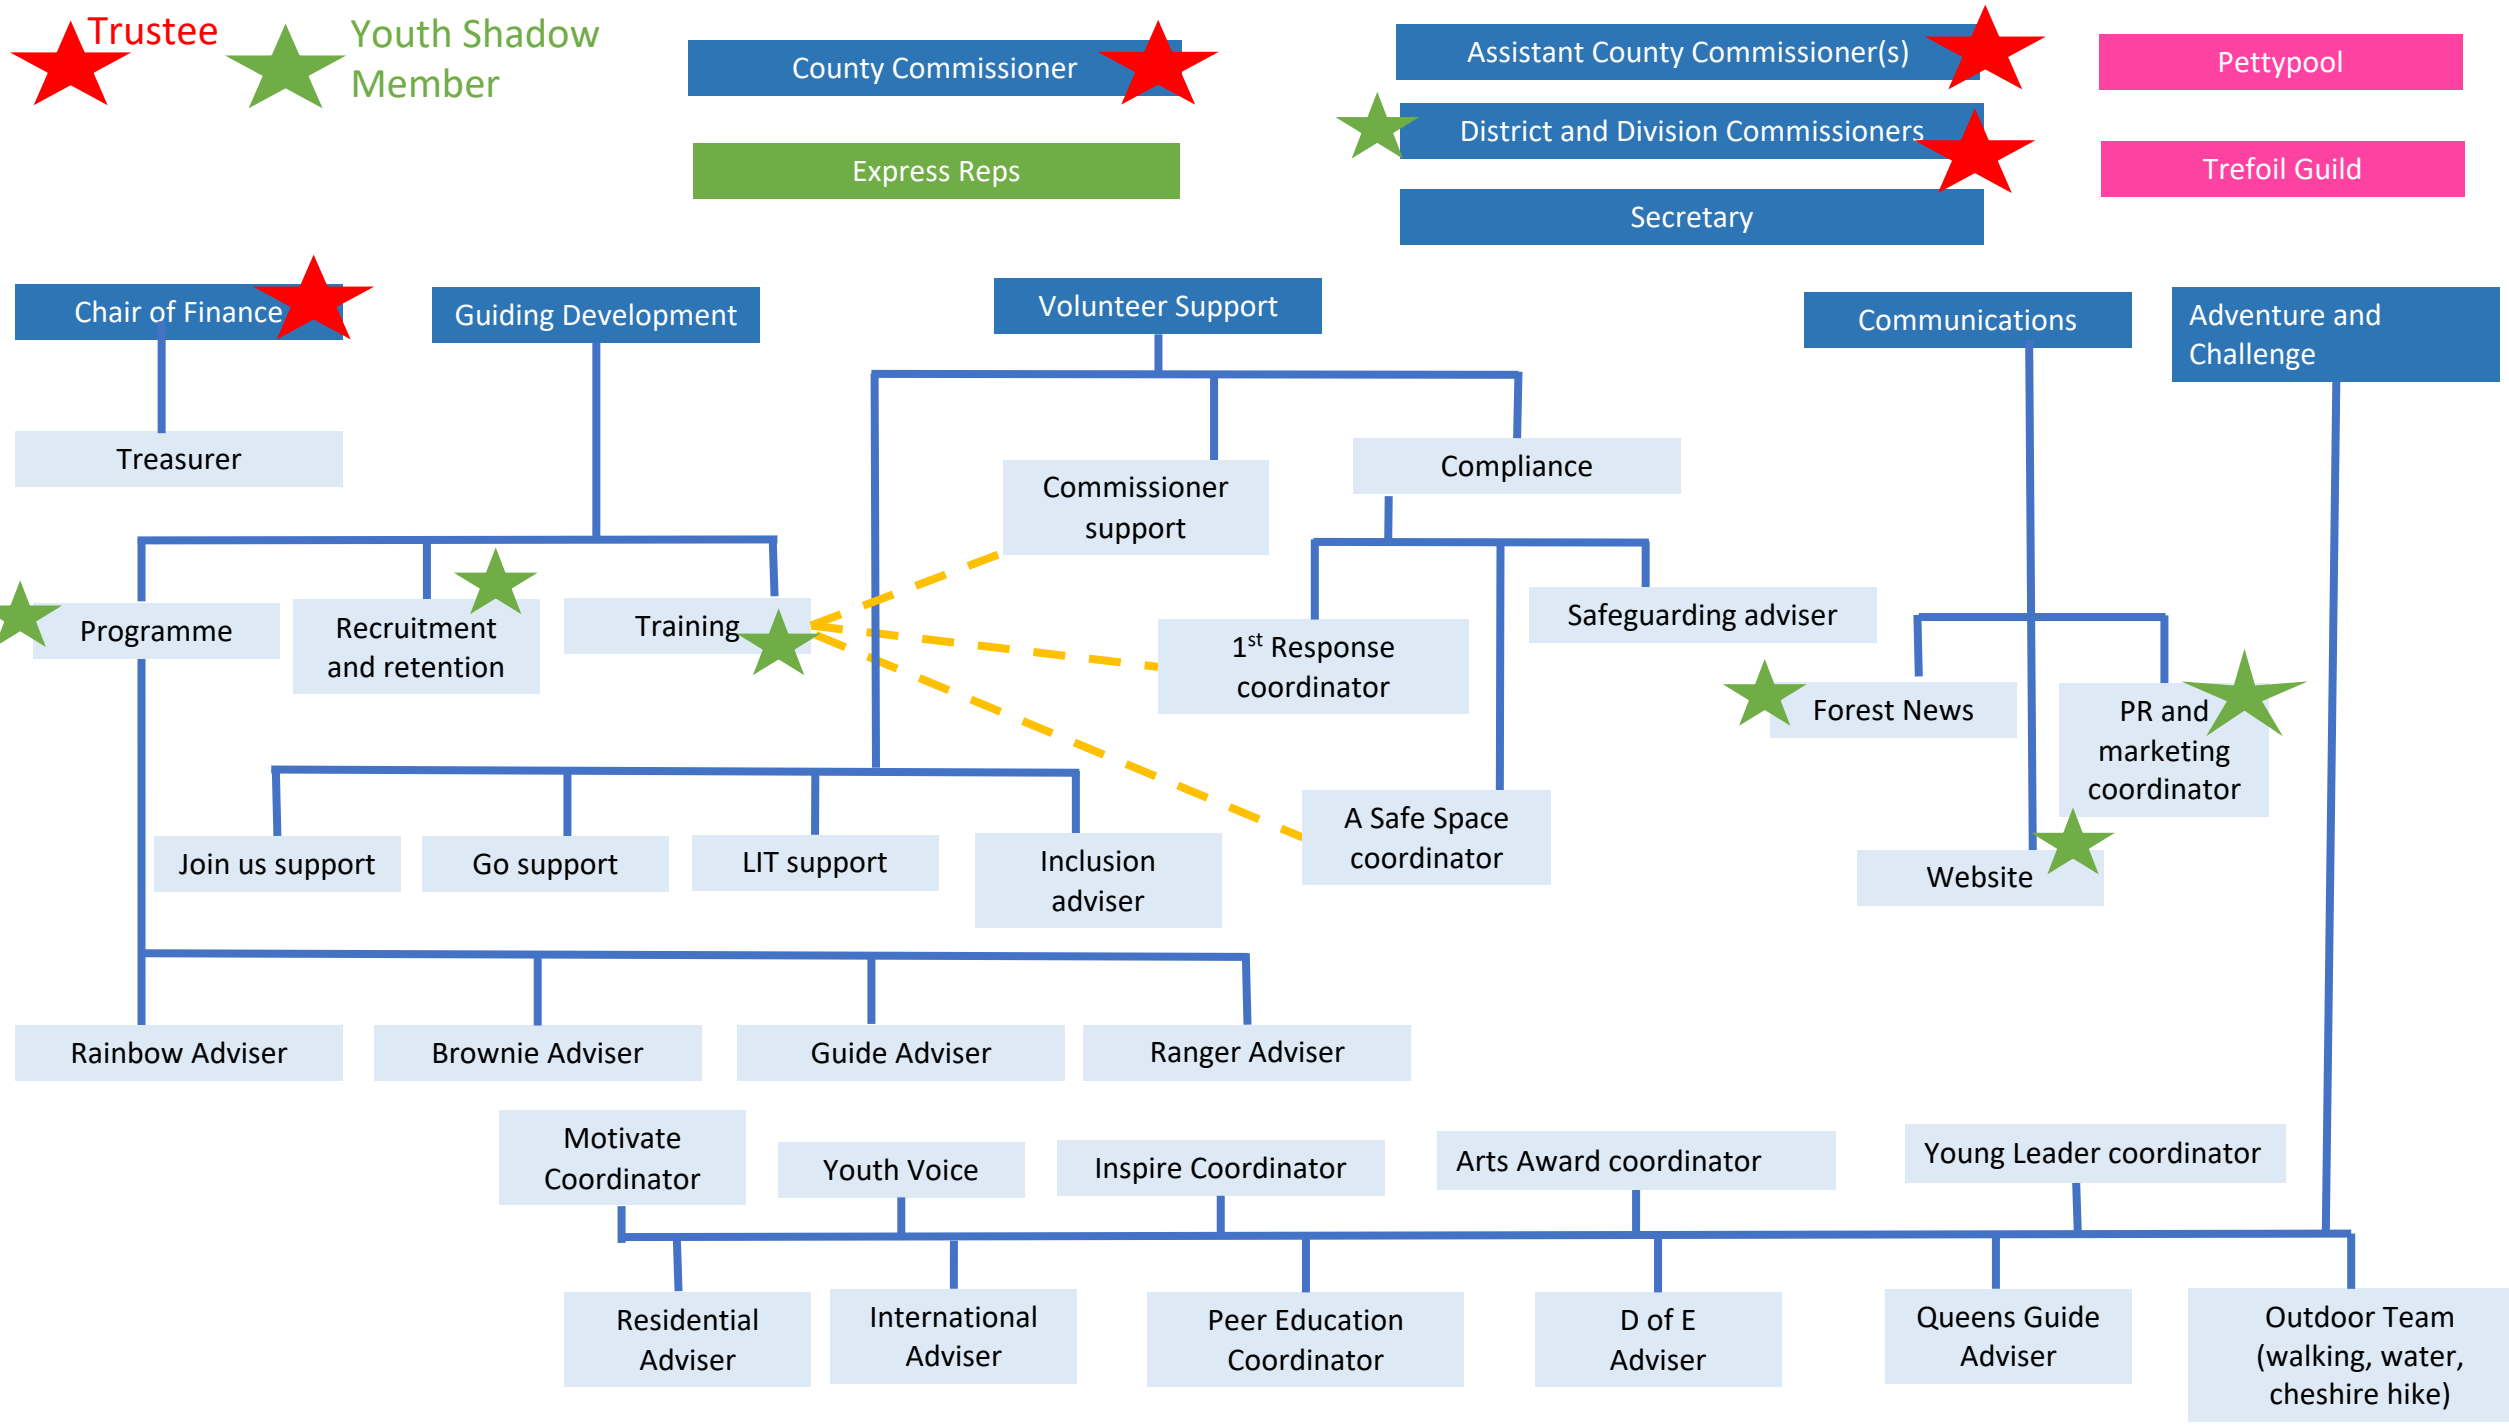 Trustee
Youth Shadow
Member
County Commissioner
Assistant County Commissioner(s)
Pettypool
District and Division Commissioners
Express Reps
Trefoil Guild
Secretary
Chair of Finance
Guiding Development
Volunteer Support
Communications
Adventure and
Challenge
Treasurer
Commissioner
support
Compliance
Programme
Recruitment
and retention
Training
1st Response
coordinator
Safeguarding adviser
Forest News
PR and
marketing
coordinator
Join us support
Go support
LIT support
Inclusion
adviser
A Safe Space
coordinator
Website
Rainbow Adviser
Brownie Adviser
Guide Adviser
Ranger Adviser
Motivate
Coordinator
Youth Voice
Inspire Coordinator
Arts Award coordinator
Young Leader coordinator
Residential
Adviser
International
Adviser
Peer Education
Coordinator
D of E
Adviser
Queens Guide
Adviser
Outdoor Team
(walking, water,
cheshire hike)